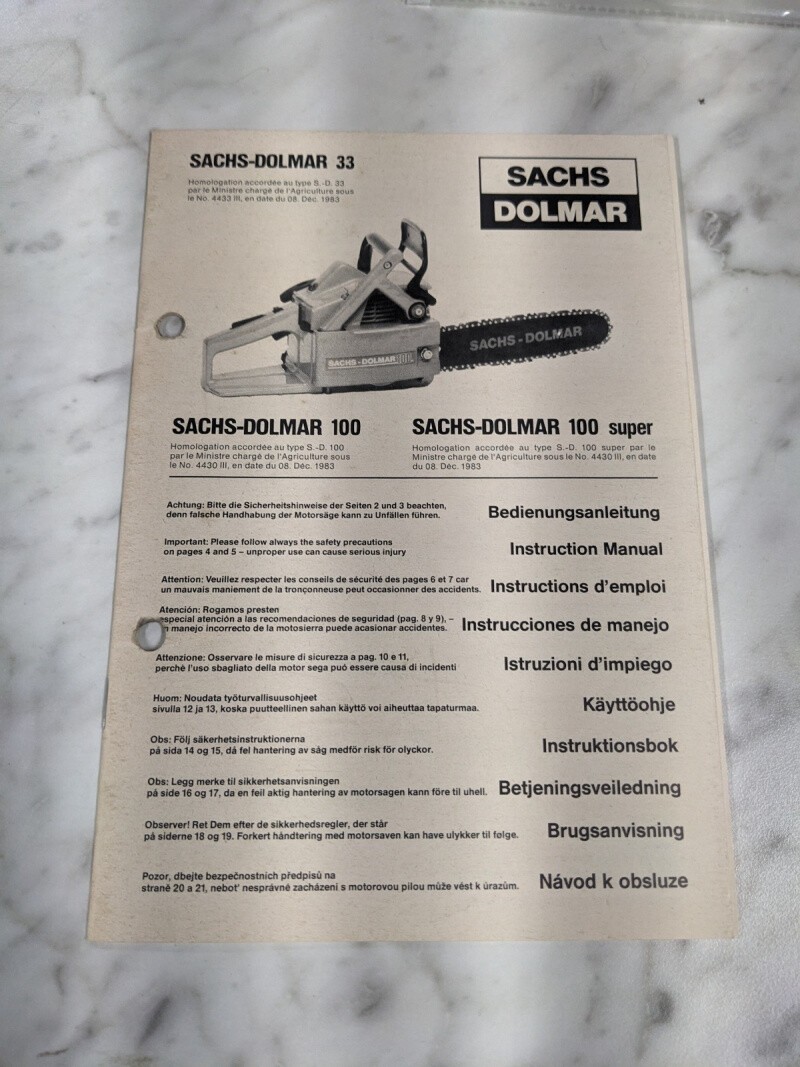 SACHS-DOLMAR 33
Homologation accordée au type S.-D. 33
par le Ministre chargé de l'Agriculture sous
le No. 4433 III, en date du 08. Déc. 1983
SACHS
DOLMAR
SACHS-DOLMAR
SACHS-DOLMAR
SACHS-DOLMAR 100
Homologation accordée au type S.-D. 100
par le Ministre chargé de l'Agriculture sous
le No. 4430 III, en date du 08. Déc. 1983
SACHS-DOLMAR 100 super
Homologation accordée au type S.-D. 100 super par le
Ministre chargé de l'Agriculture sous le No. 4430 III, en date
du 08. Déc. 1983
Achtung: Bitte die Sicherheitshinweise der Seiten 2 und 3 beachten,
denn falsche Handhabung der Motorsäge kann zu Unfällen führen.
Bedienungsanleitung
Important: Please follow always the safety precautions
on pages 4 and 5 – unproper use can cause serious injury
Instruction Manual
Attention: Veuillez respecter les conseils de sécurité des pages 6 et 7 car
un mauvais maniement de la tronçonneuse peut occasionner des accidents.
Instructions d'emploi
Atención: Rogamos presten
especial atención a las recomendaciones de seguridad (pag. 8 y 9), –
manejo incorrecto de la motosierra puede acasionar accidentes.
Instrucciones de manejo
Attenzione: Osservare le misure di sicurezza a pag. 10 e 11,
perché l'uso sbagliato della motor sega puó essere causa di incidenti
Istruzioni d'impiego
Huom: Noudata työturvallisuusohjeet
sivulla 12 ja 13, koska puutteellinen sahan käyttö voi aiheuttaa tapaturmaa.
Käyttöohje
Obs: Följ säkerhetsinstruktionerna
på sida 14 og 15, då fel hantering av såg medför risk för olyckor.
Instruktionsbok
Obs: Legg merke til sikkerhetsanvisningen
på side 16 og 17, da en feil aktig hantering av motorsagen kann före til uhell.
Betjeningsveiledning
Observer! Ret Dem efter de sikkerhedsregler, der står
på siderne 18 og 19. Forkert håndtering med motorsaven kan have ulykker til følge.
Brugsanvisning
Pozor, dbejte bezpečnostních předpisů na
straně 20 a 21, nebot' nesprávné zacházení s motorovou pilou může vést k úrazům.
Návod k obsluze